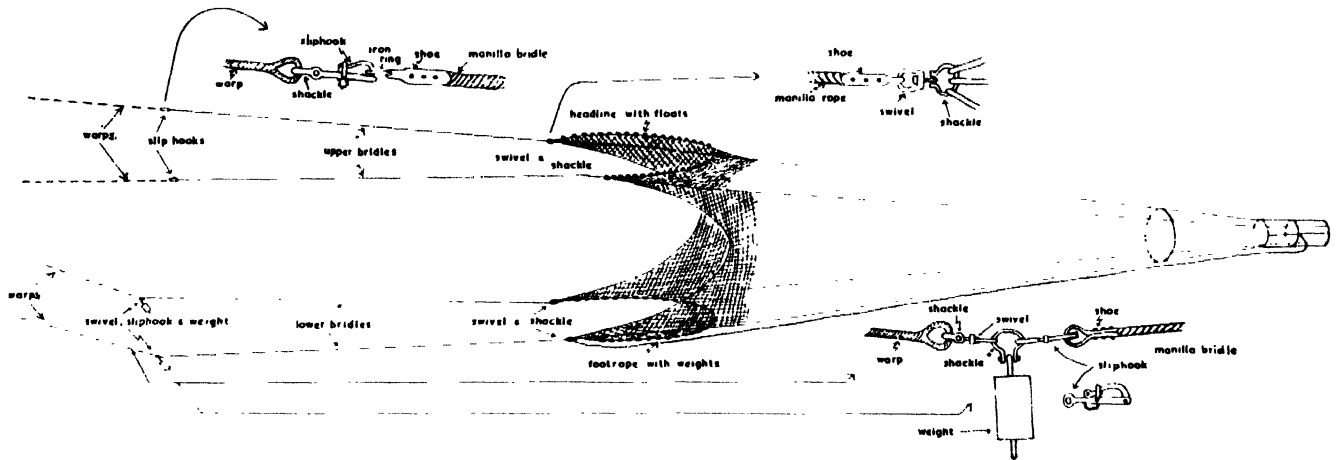 sliphook
iron
ring
shoe
manilla bridle
warp
shackle
shoe
manilla rope
swivel
shackle
headline with floats
warps
slip hooks
upper bridles
swivel &
shackle
warps
swivel, sliphook & weight
lower bridles
swivel & shackle
footrope with weights
shackle
swivel
shoe
warp
shackle
manilla bridle
sliphook
weight